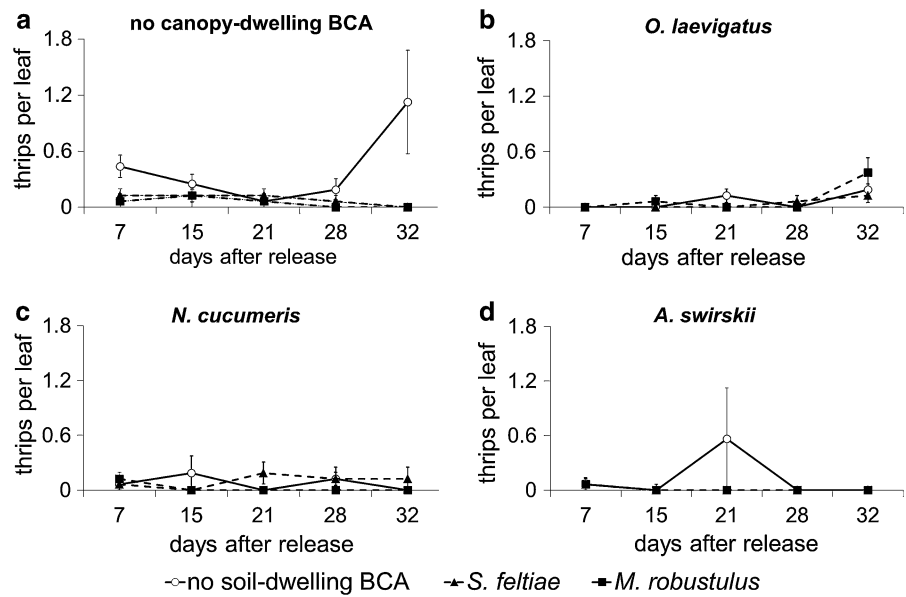 a
no canopy-dwelling BCA
1.8
1.2
0.6
0
thrips per leaf
7 15 21 28 32
days after release
b
O. laevigatus
1.8
1.2
0.6
0
thrips per leaf
7 15 21 28 32
days after release
c
N. cucumeris
1.8
1.2
0.6
0
thrips per leaf
7 15 21 28 32
days after release
d
A. swirskii
1.8
1.2
0.6
0
thrips per leaf
7 15 21 28 32
days after release
no soil-dwelling BCA S. feltiae M. robustulus